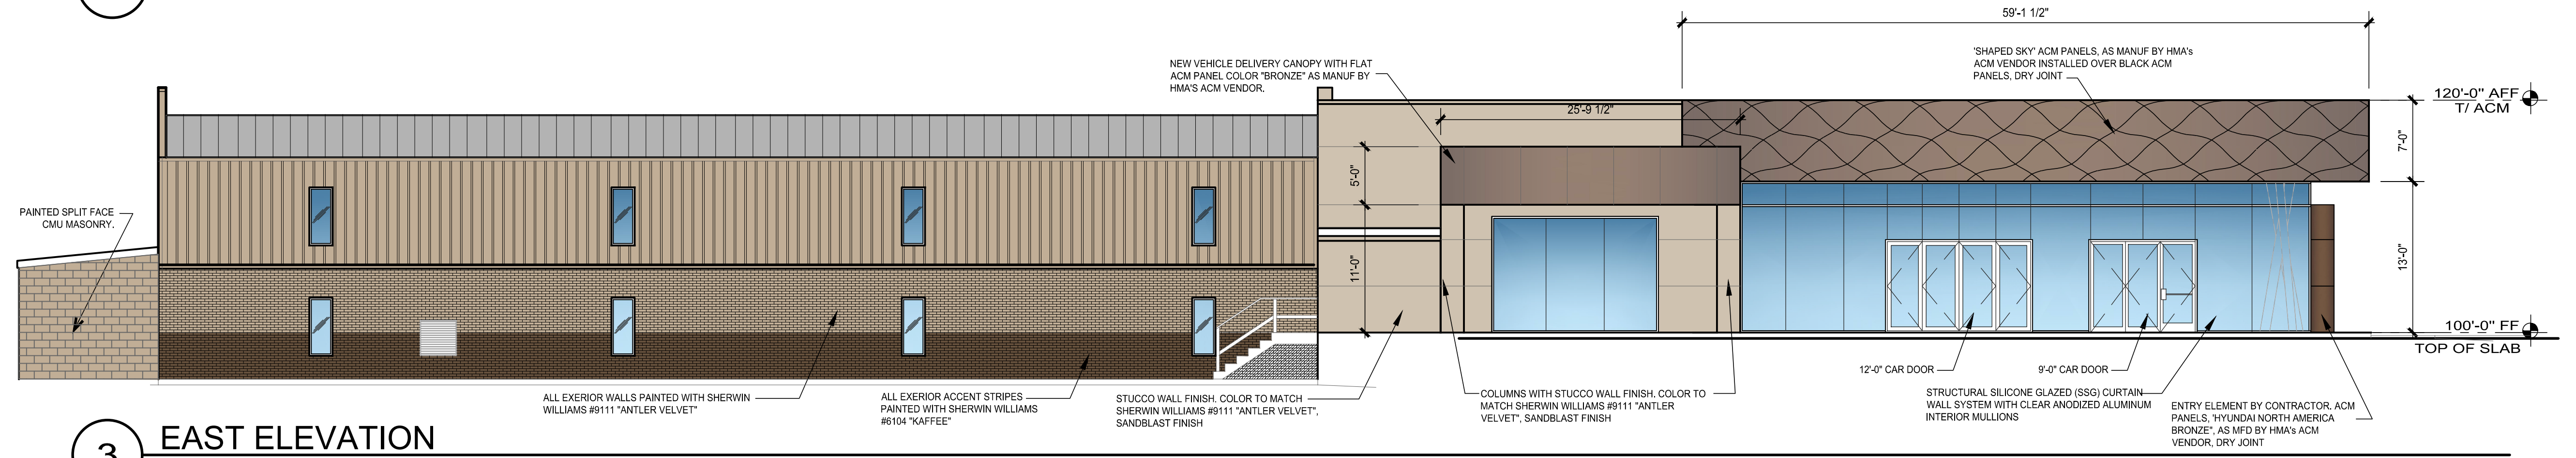 59'-1 1/2"
NEW VEHICLE DELIVERY CANOPY WITH FLAT
ACM PANEL COLOR "BRONZE" AS MANUF BY
HMA'S ACM VENDOR.
'SHAPED SKY' ACM PANELS, AS MANUF BY HMA's
ACM VENDOR INSTALLED OVER BLACK ACM
PANELS, DRY JOINT
120'-0" AFF
T/ ACM
25'-9 1/2"
7'-0"
5'-0"
PAINTED SPLIT FACE
CMU MASONRY.
11'-0"
13'-0"
100'-0" FF
TOP OF SLAB
12'-0" CAR DOOR
9'-0" CAR DOOR
ALL EXERIOR WALLS PAINTED WITH SHERWIN
WILLIAMS #9111 "ANTLER VELVET"
ALL EXERIOR ACCENT STRIPES
PAINTED WITH SHERWIN WILLIAMS
#6104 "KAFFEE"
STUCCO WALL FINISH. COLOR TO MATCH
SHERWIN WILLIAMS #9111 "ANTLER VELVET",
SANDBLAST FINISH
COLUMNS WITH STUCCO WALL FINISH. COLOR TO
MATCH SHERWIN WILLIAMS #9111 "ANTLER
VELVET", SANDBLAST FINISH
STRUCTURAL SILICONE GLAZED (SSG) CURTAIN
WALL SYSTEM WITH CLEAR ANODIZED ALUMINUM
INTERIOR MULLIONS
ENTRY ELEMENT BY CONTRACTOR. ACM
PANELS, 'HYUNDAI NORTH AMERICA
BRONZE", AS MFD BY HMA's ACM
VENDOR, DRY JOINT
3
EAST ELEVATION